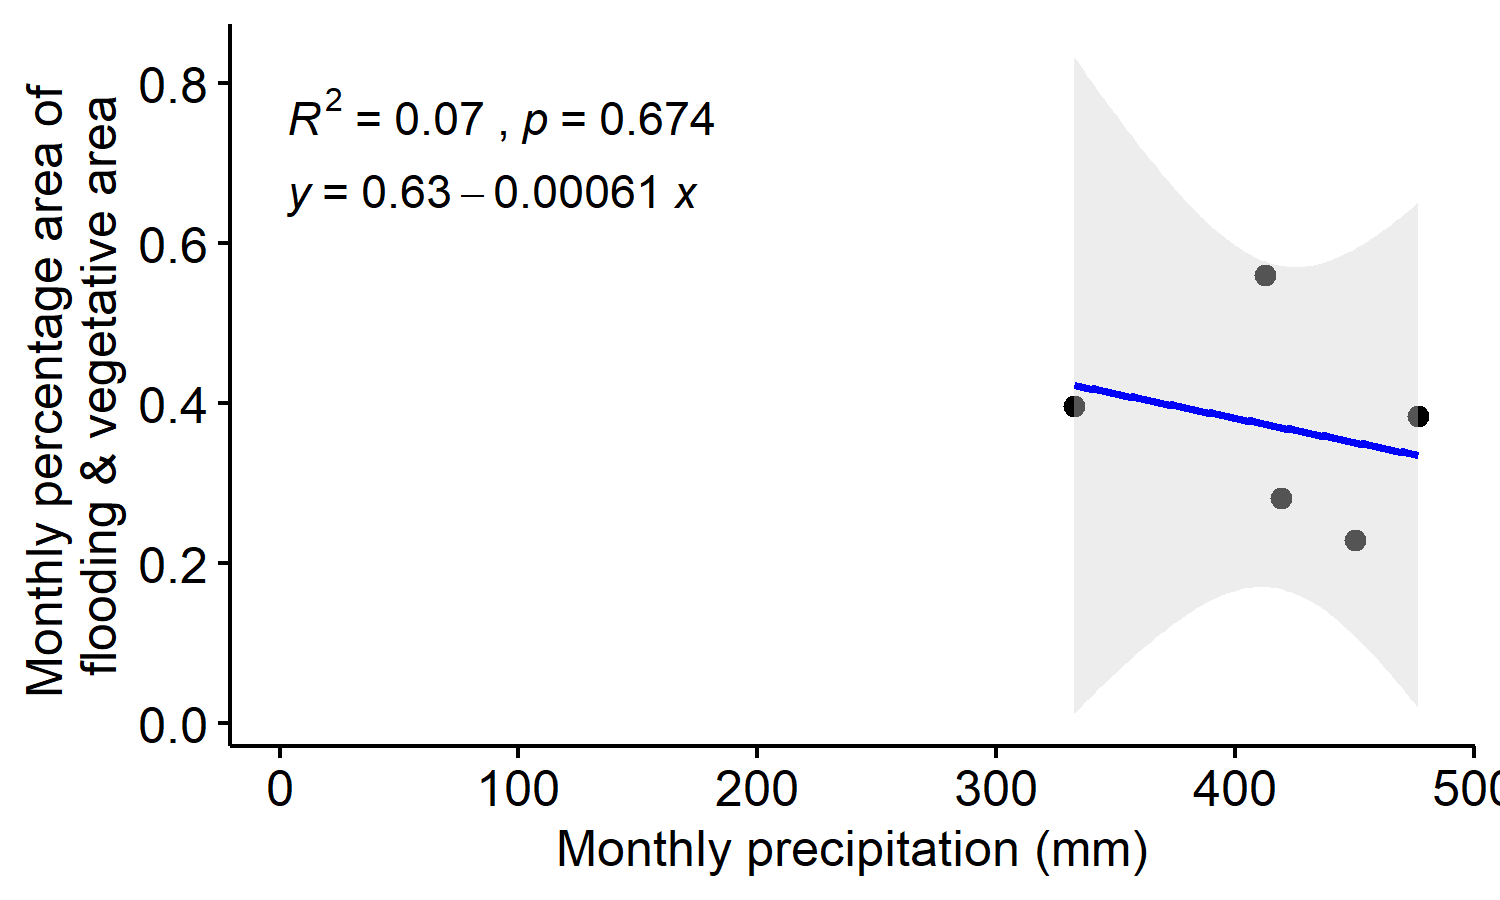 Monthly percentage area of
flooding & vegetative area
0.8
0.6
0.4
0.2
0.0
R² = 0.07 , p = 0.674
y = 0.63 – 0.00061 x
0 100 200 300 400 500
Monthly precipitation (mm)